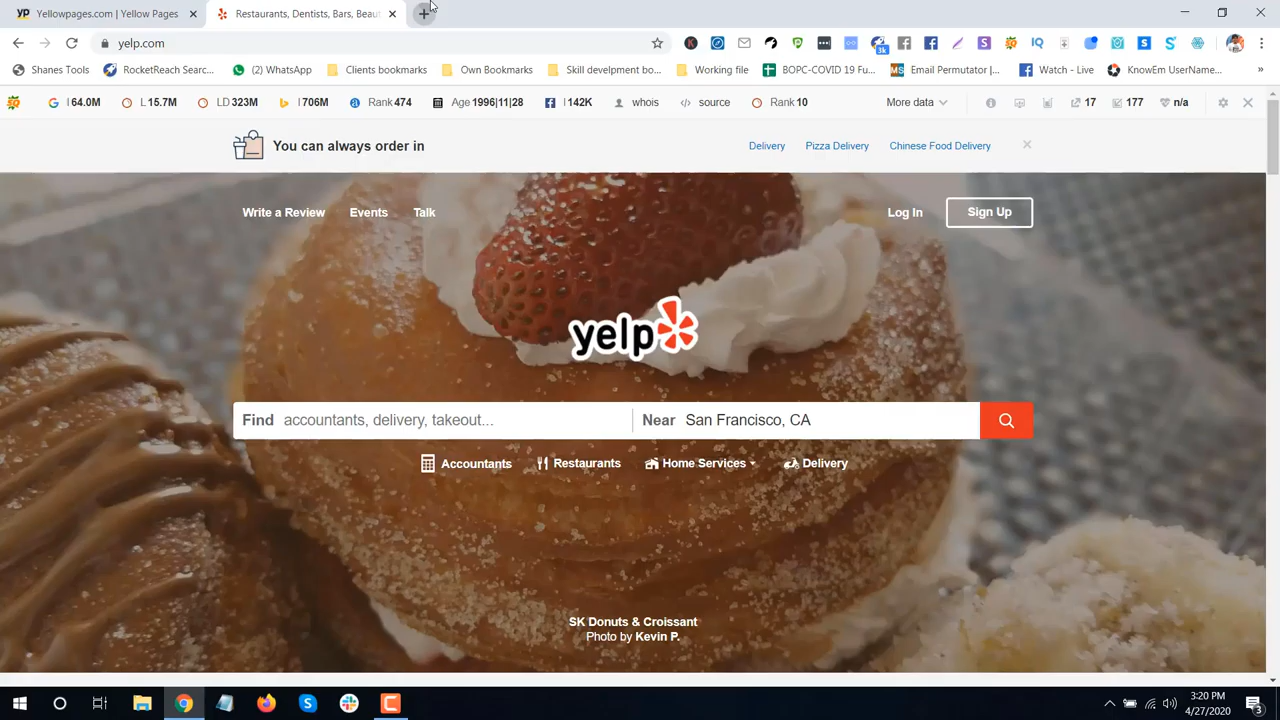 Yellowpages.com | Yellow Pages
Restaurants, Dentists, Bars, Beau
yelp.com
3k
Shanes Tools
RocketReach Searc...
(2) WhatsApp
Clients bookmarks
Own Bookmarks
Skill develpment bo...
Working file
BOPC-COVID 19 Fu...
Email Permutator |...
Watch - Live
KnowEm UserName...
»
I 64.0M
L 15.7M
LD 323M
I 706M
Rank 474
Age 1996|11|28
I 142K
whois
source
Rank 10
More data
17
177
n/a
You can always order in
Delivery
Pizza Delivery
Chinese Food Delivery
Write a Review
Events
Talk
Log In
Sign Up
yelp
Find accountants, delivery, takeout...
Near San Francisco, CA
Accountants
Restaurants
Home Services
Delivery
SK Donuts & Croissant
Photo by Kevin P.
3:20 PM
4/27/2020
3